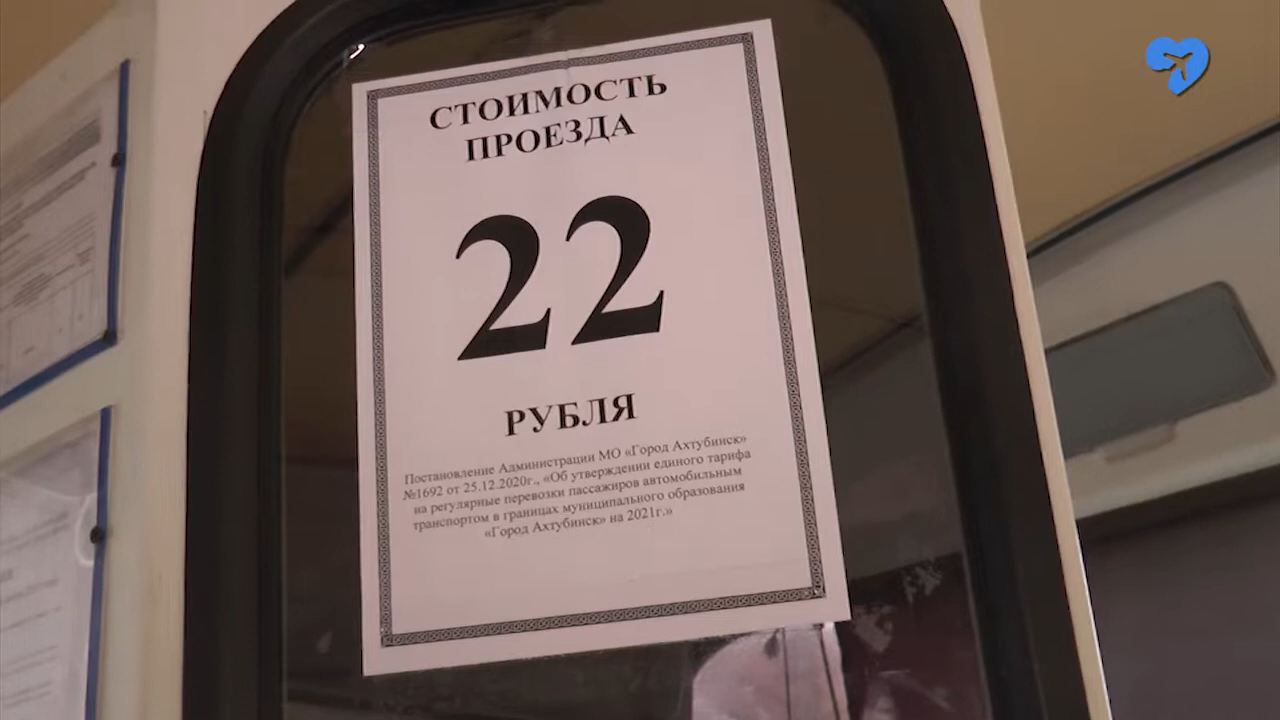 СТОИМОСТЬ
ПРОЕЗДА
22
РУБЛЯ
Постановление Администрации МО «Город Ахтубинск»
№1692 от 25.12.2020г., «Об утверждении единого тарифа
на регулярные перевозки пассажиров автомобильным
транспортом в границах муниципального образования
«Город Ахтубинск» на 2021г.»